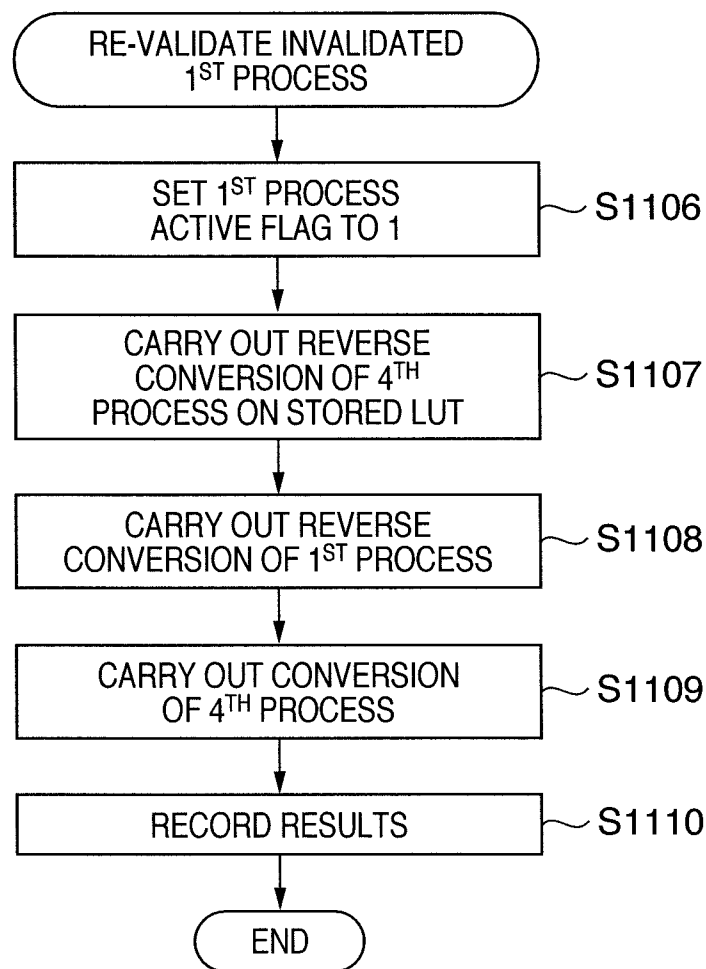 RE-VALIDATE INVALIDATED
1ST PROCESS
SET 1ST PROCESS
ACTIVE FLAG TO 1
S1106
CARRY OUT REVERSE
CONVERSION OF 4TH
PROCESS ON STORED LUT
S1107
CARRY OUT REVERSE
CONVERSION OF 1ST PROCESS
S1108
CARRY OUT CONVERSION
OF 4TH PROCESS
S1109
RECORD RESULTS
S1110
END